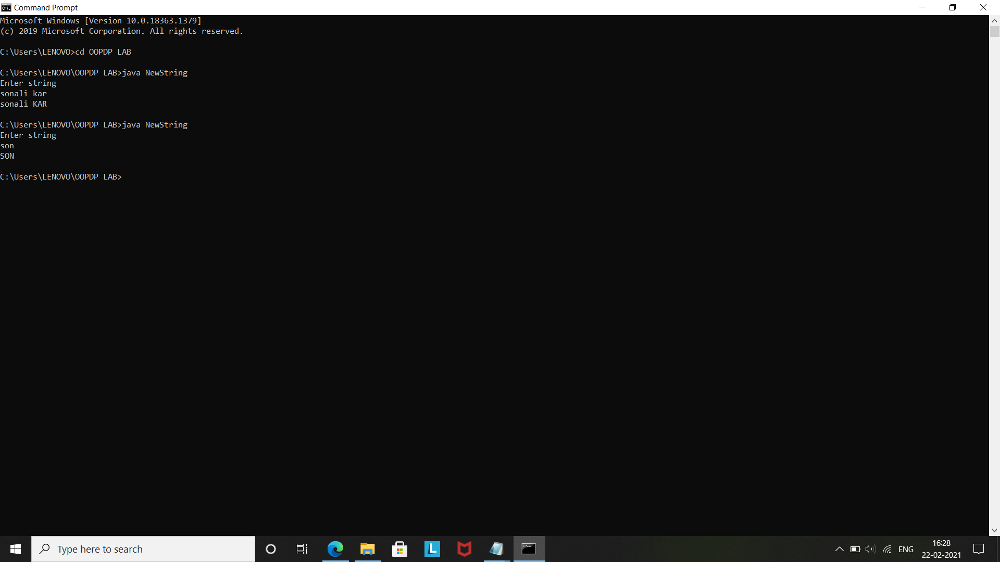 Command Prompt
Microsoft Windows [Version 10.0.18363.1379]
(c) 2019 Microsoft Corporation. All rights reserved.
C:\Users\LENOVO>cd OOPDP LAB
C:\Users\LENOVO\OOPDP LAB>java NewString
Enter string
sonali kar
sonali KAR
C:\Users\LENOVO\OOPDP LAB>java NewString
Enter string
son
SON
C:\Users\LENOVO\OOPDP LAB>
Type here to search
L
ENG
16:28
22-02-2021